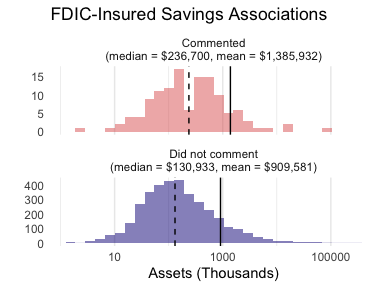 FDIC-Insured Savings Associations
Commented
(median = $236,700, mean = $1,385,932)
15
10
5
0
Did not comment
(median = $130,933, mean = $909,581)
400
300
200
100
0
10 1000 100000
Assets (Thousands)